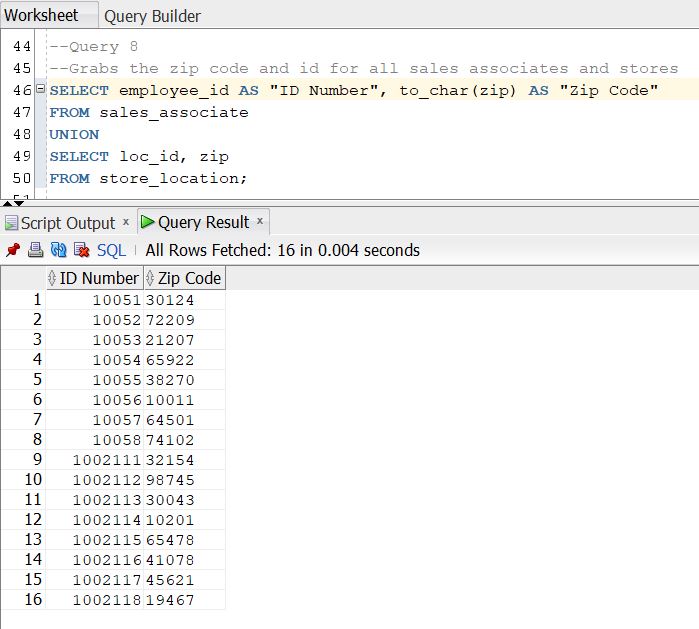 Worksheet Query Builder
44 --Query 8
45 --Grabs the zip code and id for all sales associates and stores
46 SELECT employee_id AS "ID Number", to_char(zip) AS "Zip Code"
47 FROM sales_associate
48 UNION
49 SELECT loc_id, zip
50 FROM store_location;
Script Output x Query Result x
SQL All Rows Fetched: 16 in 0.004 seconds
ID Number Zip Code
1 10051 30124
2 10052 72209
3 10053 21207
4 10054 65922
5 10055 38270
6 10056 10011
7 10057 64501
8 10058 74102
9 1002111 32154
10 1002112 98745
11 1002113 30043
12 1002114 10201
13 1002115 65478
14 1002116 41078
15 1002117 45621
16 1002118 19467